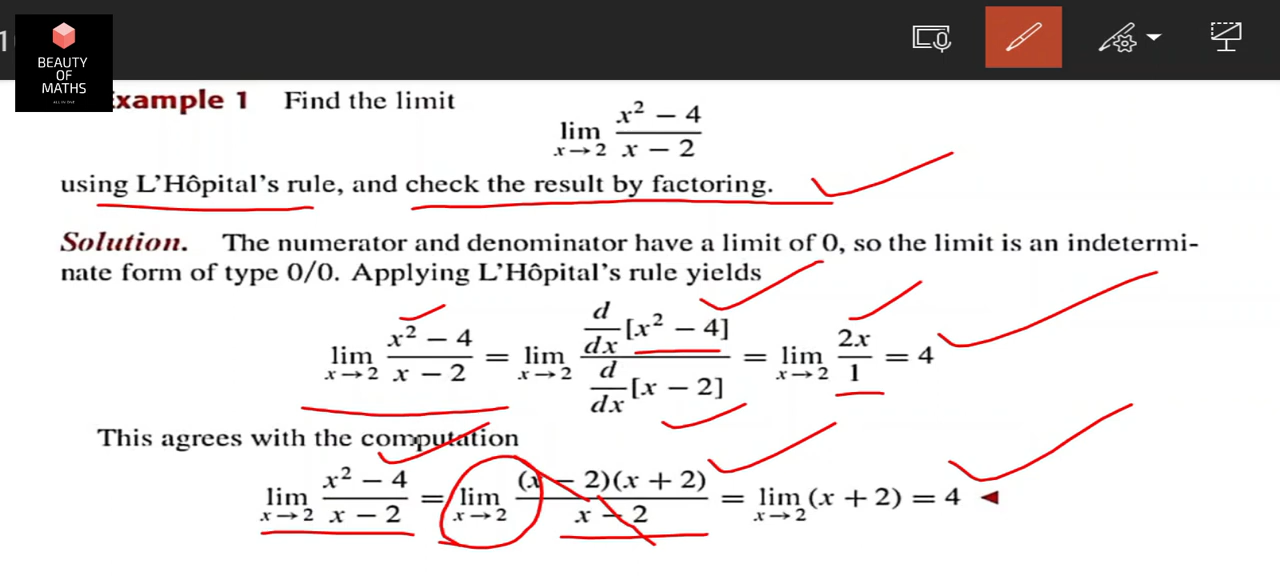 1
BEAUTY
OF
MATHS
ALL IN ONE
Example 1 Find the limit
lim x→2 (x² − 4)/(x − 2)
using L’Hôpital’s rule, and check the result by factoring.
Solution. The numerator and denominator have a limit of 0, so the limit is an indetermi-
nate form of type 0/0. Applying L’Hôpital’s rule yields
lim x→2 (x² − 4)/(x − 2) = lim x→2 (d/dx [x² − 4])/(d/dx [x − 2]) = lim x→2 2x/1 = 4
This agrees with the computation
lim x→2 (x² − 4)/(x − 2) = lim x→2 (x − 2)(x + 2)/(x − 2) = lim x→2 (x + 2) = 4 ◄